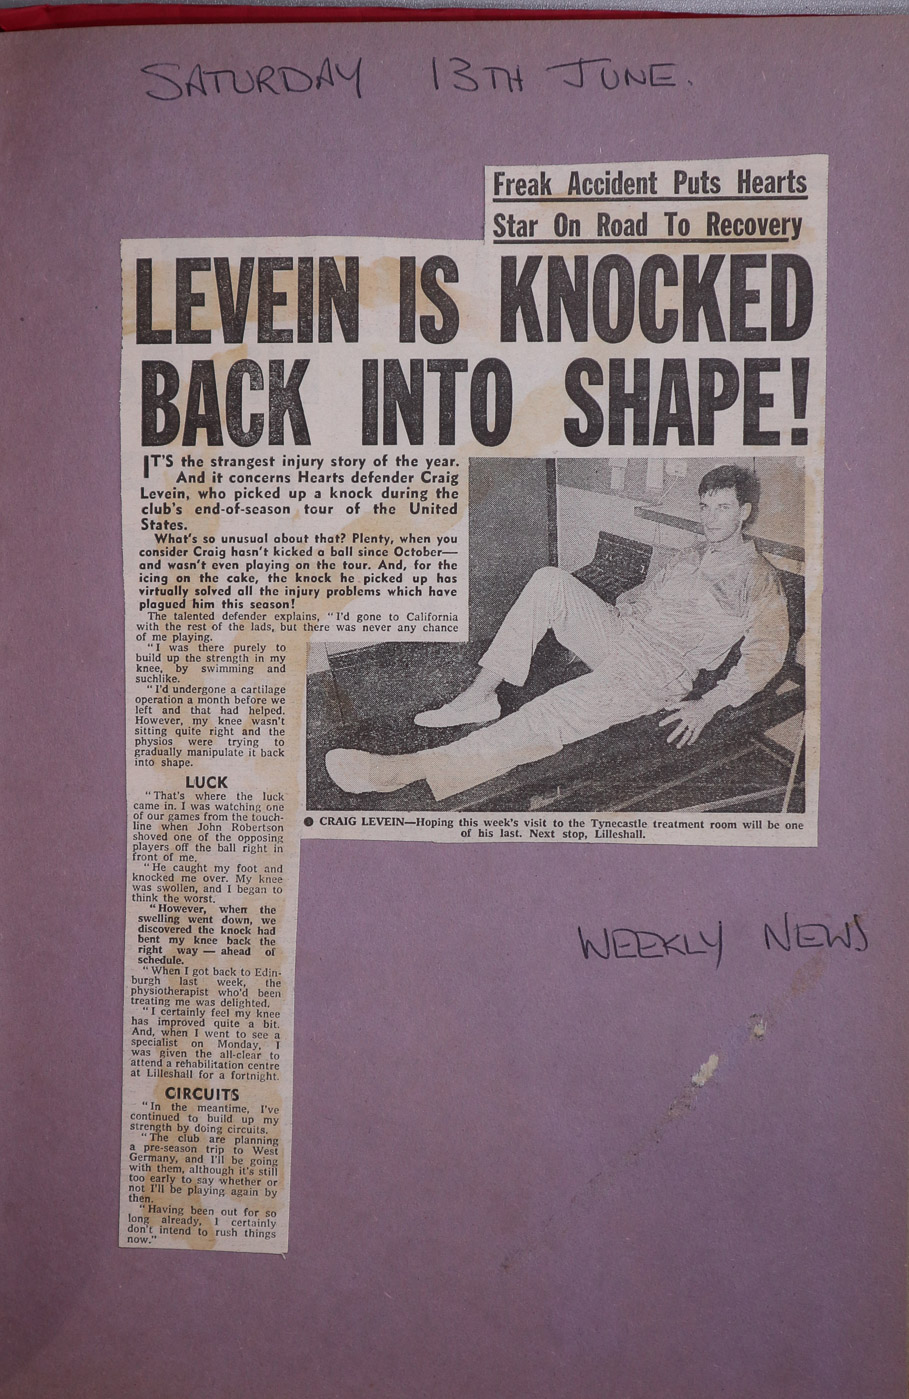 SATURDAY 13TH JUNE.
Freak Accident Puts Hearts
Star On Road To Recovery
LEVEIN IS KNOCKED
BACK INTO SHAPE!
IT'S the strangest injury story of the year.
And it concerns Hearts defender Craig
Levein, who picked up a knock during the
club's end-of-season tour of the United
States.
What's so unusual about that? Plenty, when you
consider Craig hasn't kicked a ball since October—
and wasn't even playing on the tour. And, for the
icing on the cake, the knock he picked up has
virtually solved all the injury problems which have
plagued him this season!
The talented defender explains, "I'd gone to California
with the rest of the lads, but there was never any chance
of me playing.
"I was there purely to
build up the strength in my
knee, by swimming and
suchlike.
"I'd undergone a cartilage
operation a month before we
left and that had helped.
However, my knee wasn't
sitting quite right and the
physios were trying to
gradually manipulate it back
into shape.
LUCK
"That's where the luck
came in. I was watching one
of our games from the touch-
line when John Robertson
shoved one of the opposing
players off the ball right in
front of me.
"He caught my foot and
knocked me over. My knee
was swollen, and I began to
think the worst.
"However, when the
swelling went down, we
discovered the knock had
bent my knee back the
right way — ahead of
schedule.
"When I got back to Edin-
burgh last week, the
physiotherapist who'd been
treating me was delighted.
"I certainly feel my knee
has improved quite a bit.
And, when I went to see a
specialist on Monday, I
was given the all-clear to
attend a rehabilitation centre
at Lilleshall for a fortnight.
CIRCUITS
"In the meantime, I've
continued to build up my
strength by doing circuits.
"The club are planning
a pre-season trip to West
Germany, and I'll be going
with them, although it's still
too early to say whether or
not I'll be playing again by
then.
"Having been out for so
long already, I certainly
don't intend to rush things
now."
● CRAIG LEVEIN—Hoping this week's visit to the Tynecastle treatment room will be one
of his last. Next stop, Lilleshall.
WEEKLY NEWS